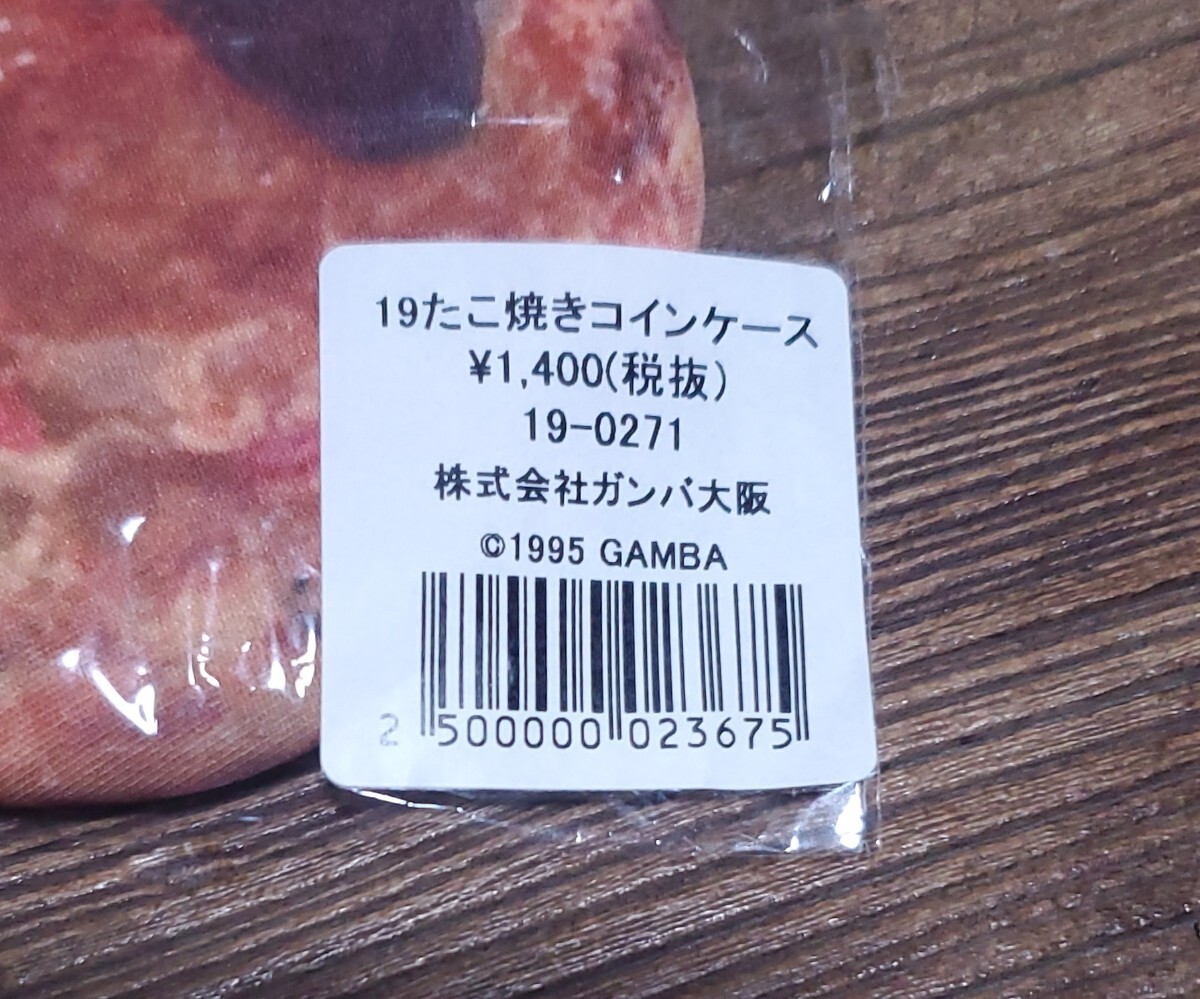 19たこ焼きコインケース
¥1,400(税抜)
19-0271
株式会社ガンバ大阪
©1995 GAMBA
2 500000 023675